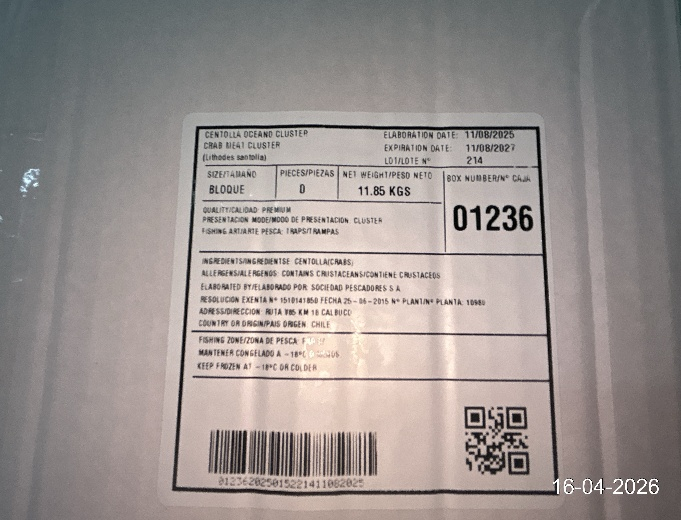 CENTOLLA OCEANO CLUSTER
CRAB MEAT CLUSTER
(Lithodes santolla)
ELABORATION DATE: 11/08/2025
EXPIRATION DATE: 11/08/2027
LOT/LOTE N° 214
SIZE/TAMAÑO
BLOQUE
PIECES/PIEZAS
0
NET WEIGHT/PESO NETO
11.85 KGS
BOX NUMBER/N° CAJA
01236
QUALITY/CALIDAD: PREMIUM
PRESENTACION MODE/MODO DE PRESENTACION: CLUSTER
FISHING ART/ARTE PESCA: TRAPS/TRAMPAS
INGREDIENTS/INGREDIENTSE: CENTOLLA(CRABS)
ALLERGENS/ALERGENOS: CONTAINS CRUSTACEANS/CONTIENE CRUSTACEOS
ELABORATED BY/ELABORADO POR: SOCIEDAD PESCADORES S.A.
RESOLUCION EXENTA N° 1510141850 FECHA 25-06-2015 N° PLANT/N° PLANTA: 10980
ADRESS/DIRECCION: RUTA V85 KM 18 CALBUCO
COUNTRY OR ORIGIN/PAIS ORIGEN: CHILE
FISHING ZONE/ZONA DE PESCA:
MANTENER CONGELADO A -18°C
KEEP FROZEN AT -18°C OR COLDER
012362025015221411082025
16-04-2026